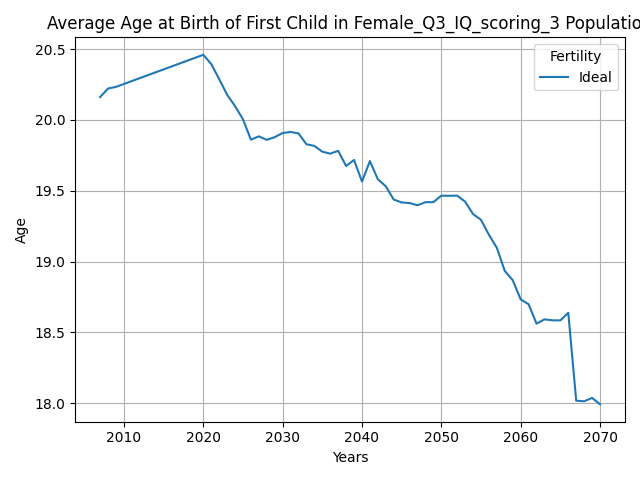 Average Age at Birth of First Child in Female_Q3_IQ_scoring_3 Populatio
Fertility
Ideal
20.5
20.0
19.5
19.0
18.5
18.0
Age
2010 2020 2030 2040 2050 2060 2070
Years